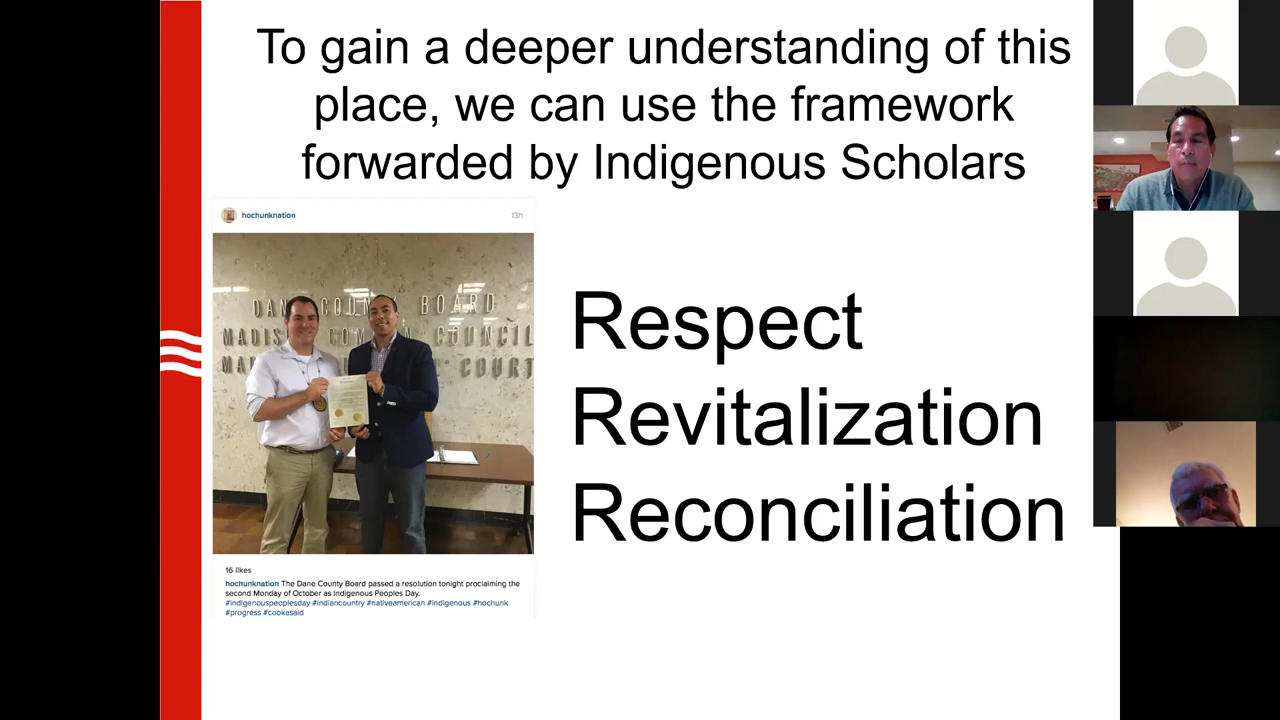 To gain a deeper understanding of this
place, we can use the framework
forwarded by Indigenous Scholars
hochunknation 13h
DANE COUNTY BOARD
MADIS COMMON COUNCIL
COURT
Respect
Revitalization
Reconciliation
16 likes
hochunknation The Dane County Board passed a resolution tonight proclaiming the
second Monday of October as Indigenous Peoples Day.
#indigenouspeoplesday #indiancountry #nativeamerican #indigenous #hochunk
#progress #cookasaid